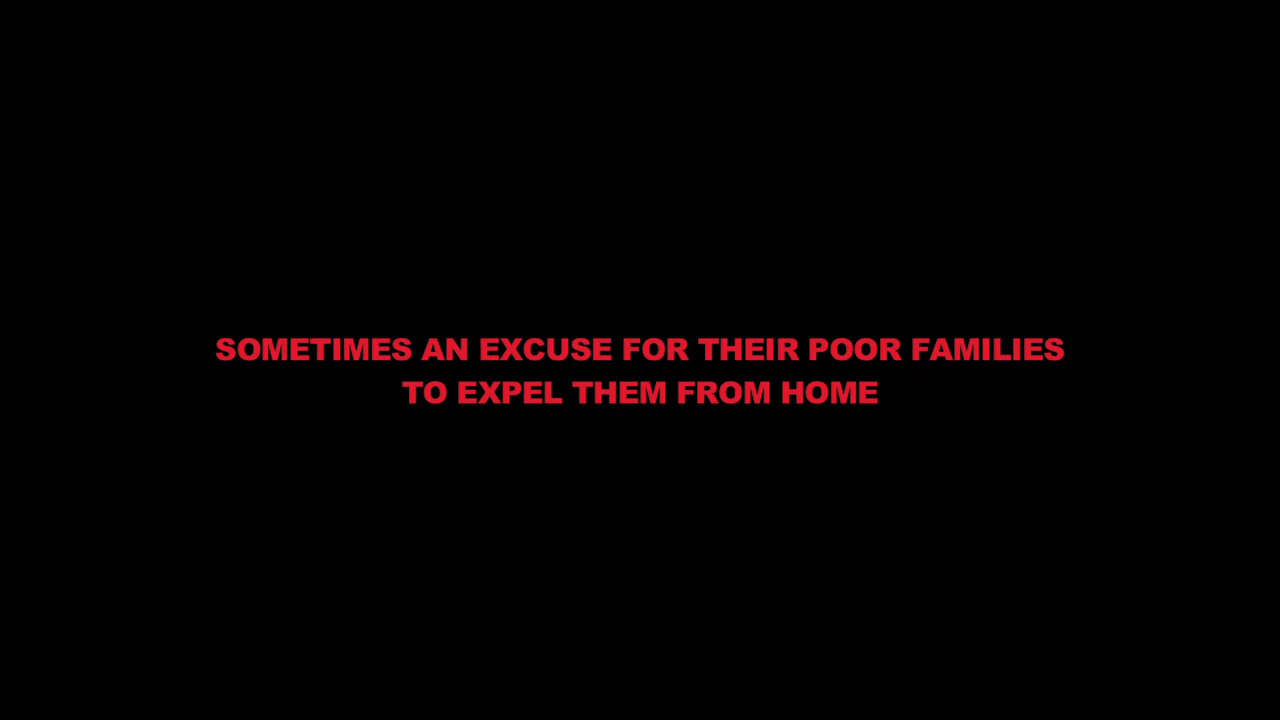 SOMETIMES AN EXCUSE FOR THEIR POOR FAMILIES
TO EXPEL THEM FROM HOME